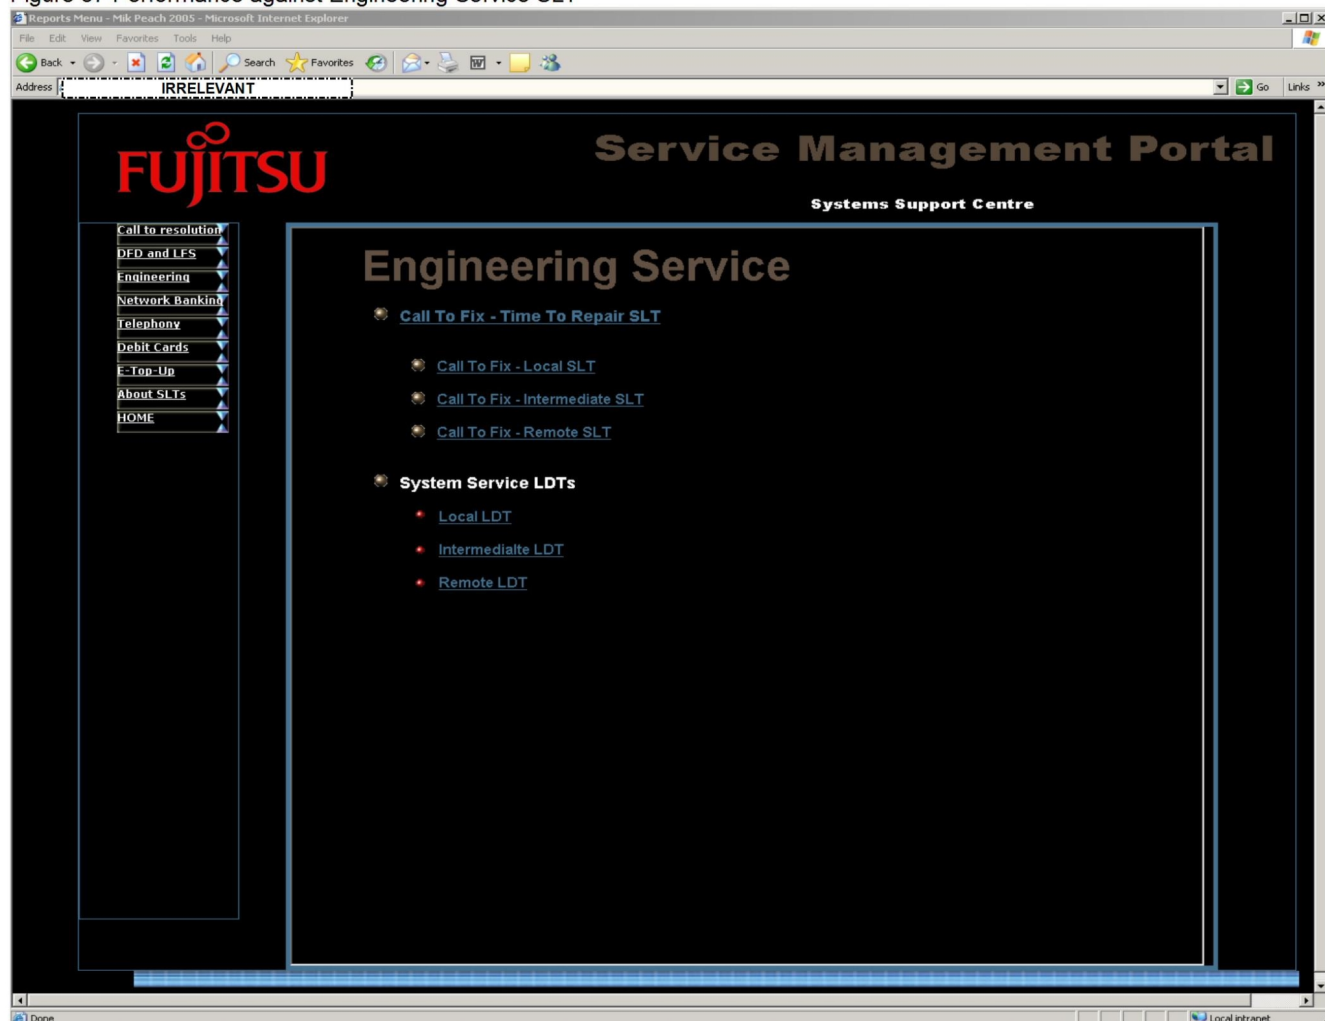 Figure 37 Performance against Engineering Service SLT
Reports Menu - Mik Peach 2005 - Microsoft Internet Explorer
File Edit View Favorites Tools Help
Back Search Favorites
Address IRRELEVANT Go Links »
FUJITSU
Service Management Portal
Systems Support Centre
Call to resolution
DFD and LFS
Engineering
Network Banking
Telephony
Debit Cards
E-Top-Up
About SLTs
HOME
Engineering Service
Call To Fix - Time To Repair SLT
Call To Fix - Local SLT
Call To Fix - Intermediate SLT
Call To Fix - Remote SLT
System Service LDTs
Local LDT
Intermedialte LDT
Remote LDT
Done Local intranet